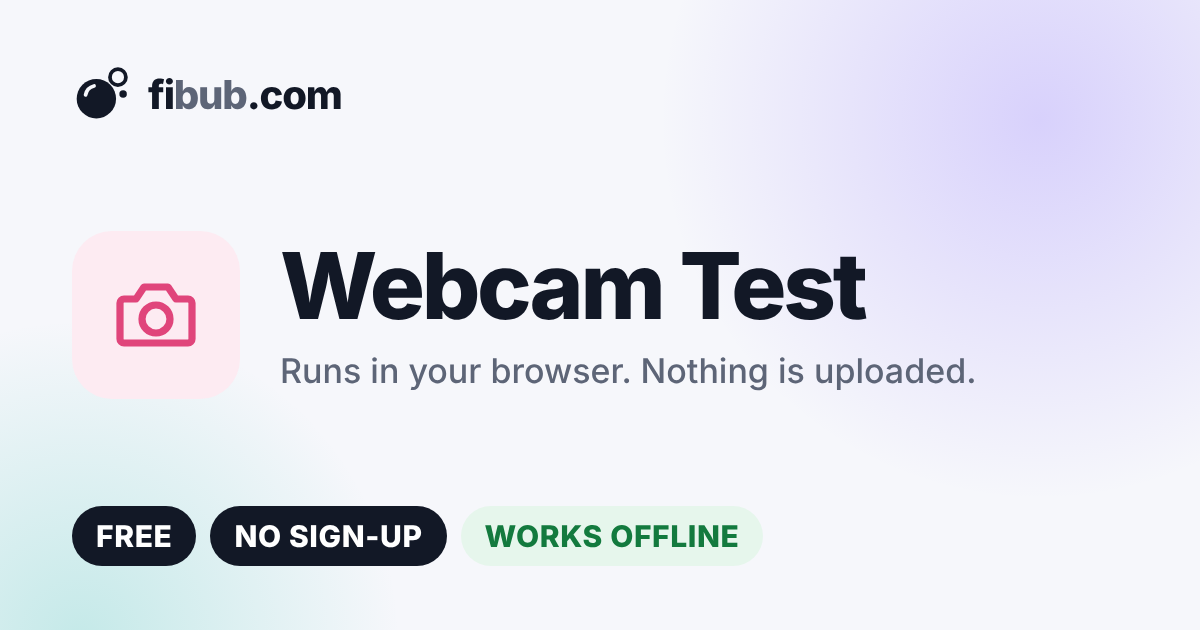 fibub.com
Webcam Test
Runs in your browser. Nothing is uploaded.
FREE NO SIGN-UP WORKS OFFLINE